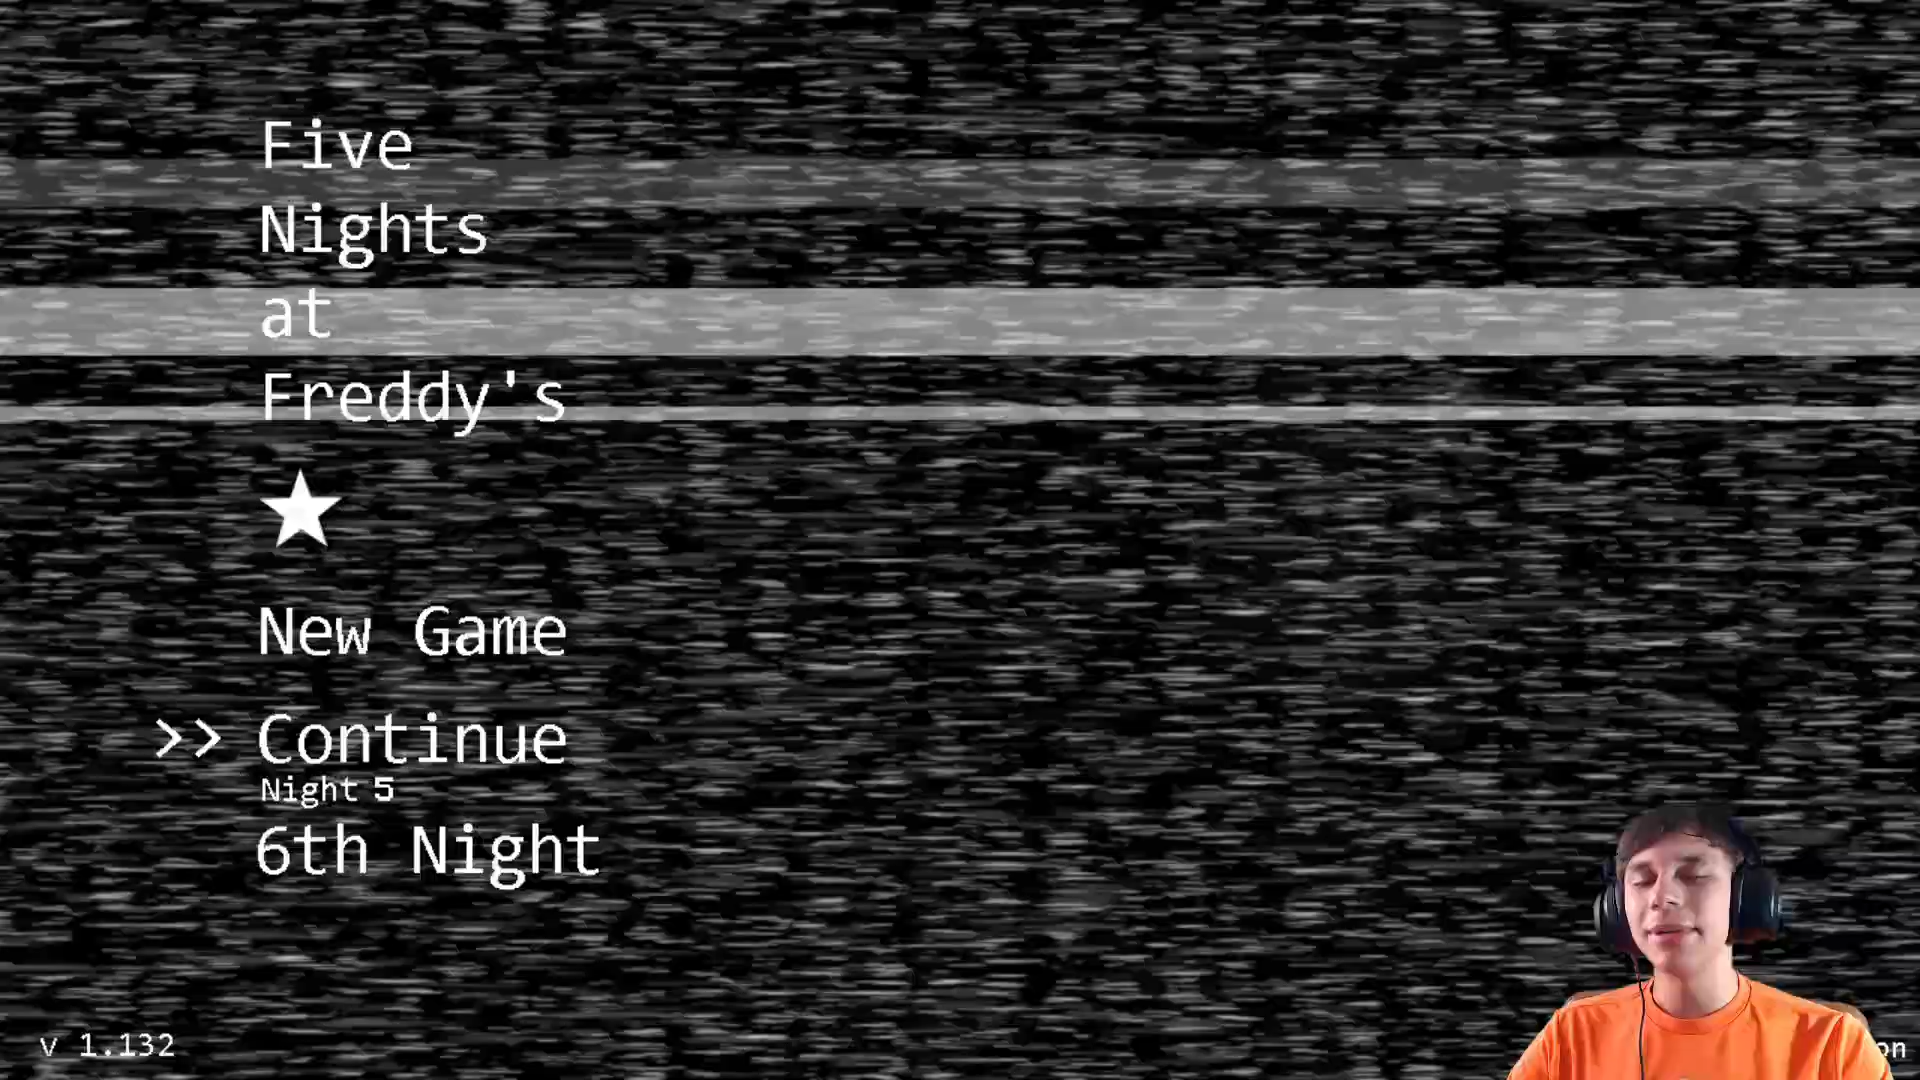 Five
Nights
at
Freddy's
New Game
>> Continue
Night 5
6th Night
v 1.132